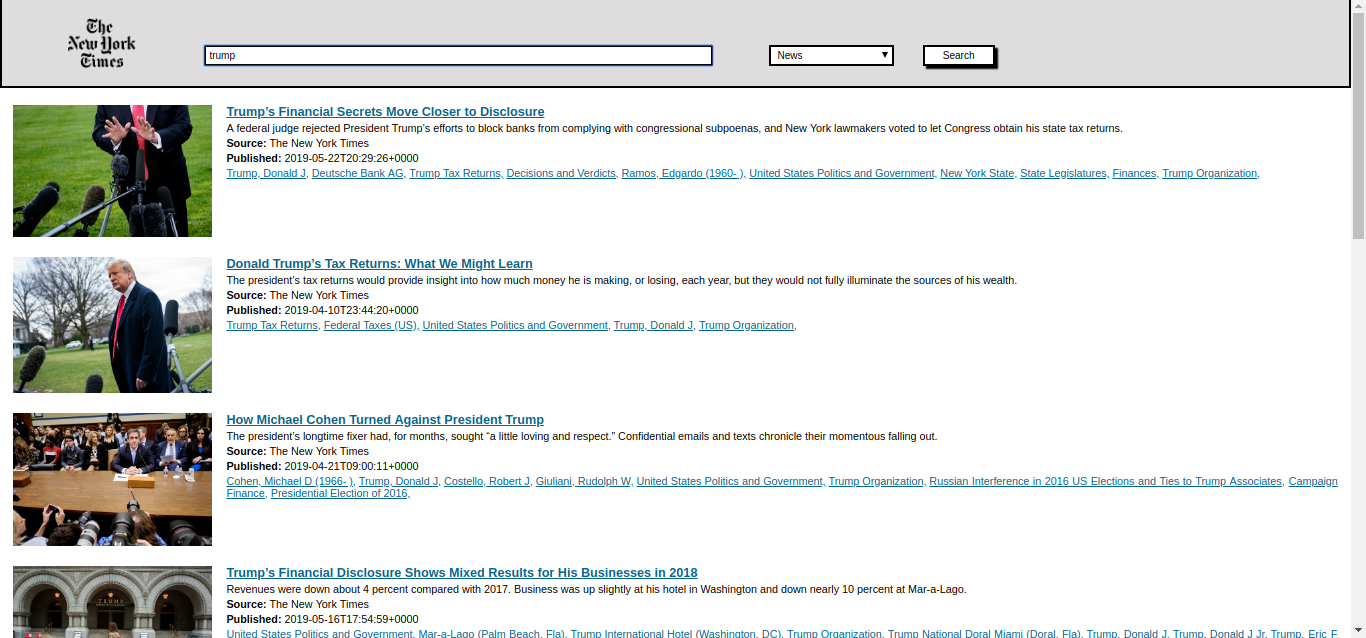 The
New York
Times
trump
News
Search
Trump’s Financial Secrets Move Closer to Disclosure
A federal judge rejected President Trump’s efforts to block banks from complying with congressional subpoenas, and New York lawmakers voted to let Congress obtain his state tax returns.
Source: The New York Times
Published: 2019-05-22T20:29:26+0000
Trump, Donald J, Deutsche Bank AG, Trump Tax Returns, Decisions and Verdicts, Ramos, Edgardo (1960- ), United States Politics and Government, New York State, State Legislatures, Finances, Trump Organization,
Donald Trump’s Tax Returns: What We Might Learn
The president’s tax returns would provide insight into how much money he is making, or losing, each year, but they would not fully illuminate the sources of his wealth.
Source: The New York Times
Published: 2019-04-10T23:44:20+0000
Trump Tax Returns, Federal Taxes (US), United States Politics and Government, Trump, Donald J, Trump Organization,
How Michael Cohen Turned Against President Trump
The president’s longtime fixer had, for months, sought “a little loving and respect.” Confidential emails and texts chronicle their momentous falling out.
Source: The New York Times
Published: 2019-04-21T09:00:11+0000
Cohen, Michael D (1966- ), Trump, Donald J, Costello, Robert J, Giuliani, Rudolph W, United States Politics and Government, Trump Organization, Russian Interference in 2016 US Elections and Ties to Trump Associates, Campaign
Finance, Presidential Election of 2016,
TRUMP
Trump’s Financial Disclosure Shows Mixed Results for His Businesses in 2018
Revenues were down about 4 percent compared with 2017. Business was up slightly at his hotel in Washington and down nearly 10 percent at Mar-a-Lago.
Source: The New York Times
Published: 2019-05-16T17:54:59+0000
United States Politics and Government, Mar-a-Lago (Palm Beach, Fla), Trump International Hotel (Washington, DC), Trump Organization, Trump National Doral Miami (Doral, Fla), Trump, Donald J, Trump, Donald J Jr, Trump, Eric F